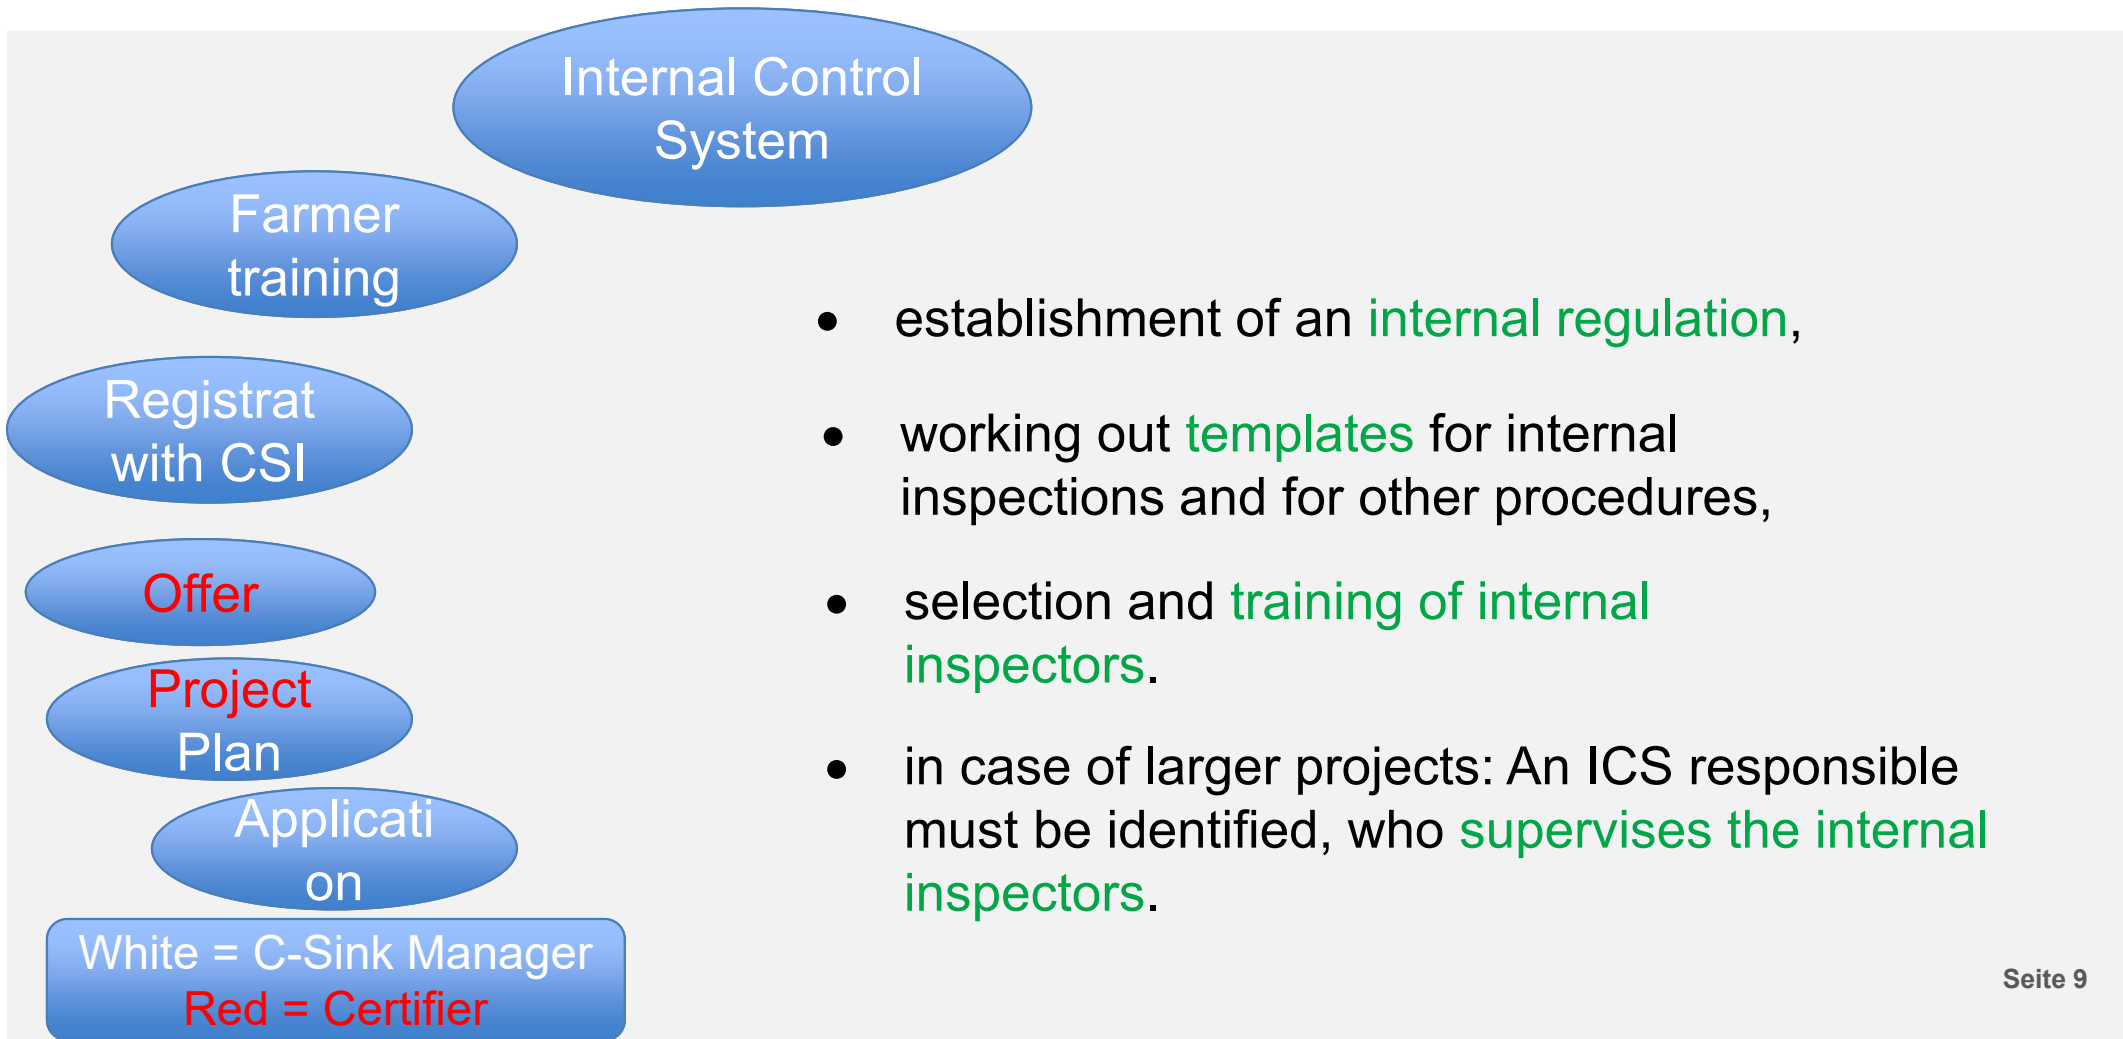 Internal Control
System
Farmer
training
Registrat
with CSI
Offer
Project
Plan
Applicati
on
White = C-Sink Manager
Red = Certifier
• establishment of an internal regulation,
• working out templates for internal
inspections and for other procedures,
• selection and training of internal
inspectors.
• in case of larger projects: An ICS responsible
must be identified, who supervises the internal
inspectors.
Seite 9